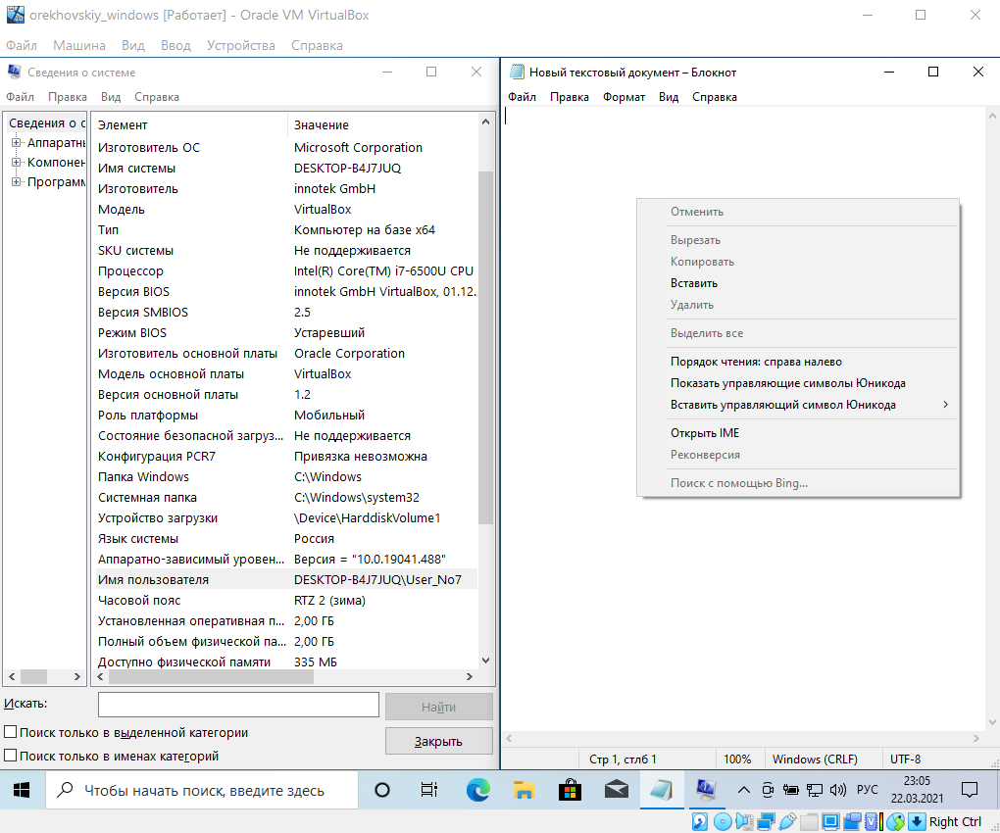 orekhovskiy_windows [Работает] - Oracle VM VirtualBox
Файл Машина Вид Ввод Устройства Справка
Сведения о системе
Файл Правка Вид Справка
Сведения о с
Аппаратн
Компонен
Програм
Элемент Значение
Изготовитель ОС Microsoft Corporation
Имя системы DESKTOP-B4J7JUQ
Изготовитель innotek GmbH
Модель VirtualBox
Тип Компьютер на базе x64
SKU системы Не поддерживается
Процессор Intel(R) Core(TM) i7-6500U CPU
Версия BIOS innotek GmbH VirtualBox, 01.12..
Версия SMBIOS 2.5
Режим BIOS Устаревший
Изготовитель основной платы Oracle Corporation
Модель основной платы VirtualBox
Версия основной платы 1.2
Роль платформы Мобильный
Состояние безопасной загруз... Не поддерживается
Конфигурация PCR7 Привязка невозможна
Папка Windows C:\Windows
Системная папка C:\Windows\system32
Устройство загрузки \Device\HarddiskVolume1
Язык системы Россия
Аппаратно-зависимый уровен... Версия = "10.0.19041.488"
Имя пользователя DESKTOP-B4J7JUQ\User_No7
Часовой пояс RTZ 2 (зима)
Установленная оперативная п... 2,00 ГБ
Полный объем физической па... 2,00 ГБ
Доступно физической памяти 335 МБ
Искать: Найти
Поиск только в выделенной категории
Закрыть
Поиск только в именах категорий
Новый текстовый документ – Блокнот
Файл Правка Формат Вид Справка
Отменить
Вырезать
Копировать
Вставить
Удалить
Выделить все
Порядок чтения: справа налево
Показать управляющие символы Юникода
Вставить управляющий символ Юникода
Открыть IME
Реконверсия
Поиск с помощью Bing...
Стр 1, стлб 1 100% Windows (CRLF) UTF-8
Чтобы начать поиск, введите здесь
РУС
23:05
22.03.2021
Right Ctrl